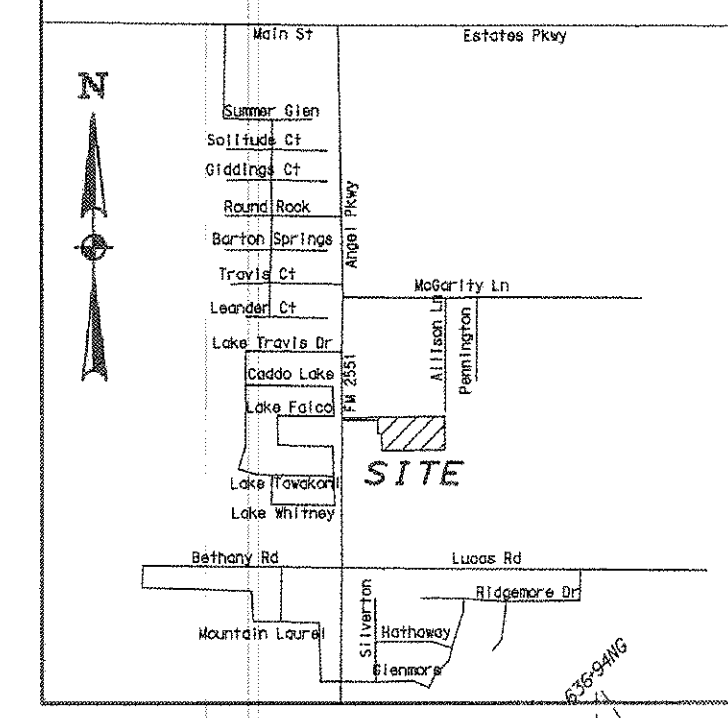 Main St
Estates Pkwy
N
Summer Glen
Solitude Ct
Giddings Ct
Round Rock
Angel Pkwy
Barton Springs
Travis Ct
McGarity Ln
Leander Ct
Allison Ln
Pennington
Lake Travis Dr
FM 2551
Caddo Lake
Lake Falco
SITE
Lake Tawakoni
Lake Whitney
Bethany Rd
Lucas Rd
Silverton
Ridgemore Dr
Mountain Laurel
Hathaway
Glenmore
636-94NG